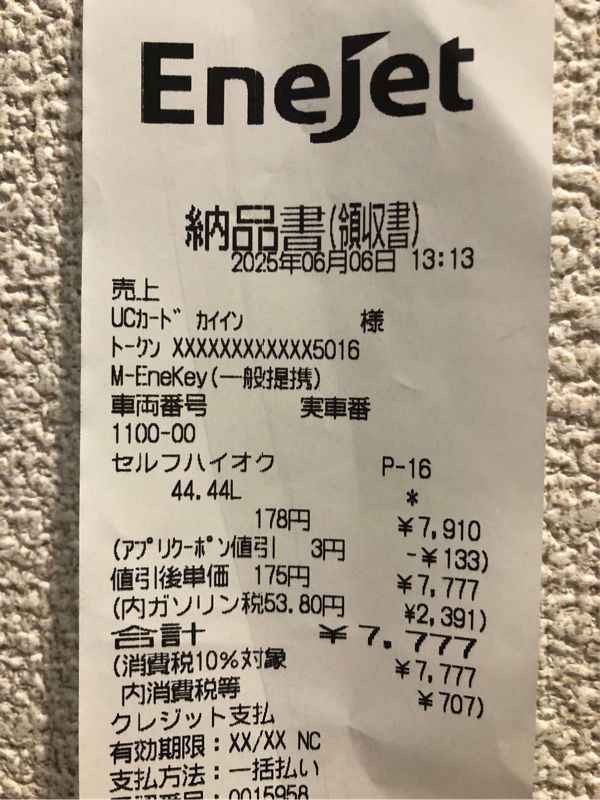 EneJet
納品書(領収書)
2025年06月06日 13:13
売上
UCカード カイイン 様
トークン XXXXXXXXXXXX5016
M-EneKey(一般提携)
車両番号 実車番
1100-00
セルフハイオク P-16
44.44L *
178円 ¥7,910
(アプリクーポン値引 3円 -¥133)
値引後単価 175円 ¥7,777
(内ガソリン税53.80円 ¥2,391)
合計 ¥7,777
(消費税10%対象 ¥7,777
内消費税等 ¥707)
クレジット支払
有効期限:XX/XX NC
支払方法:一括払い
0015958